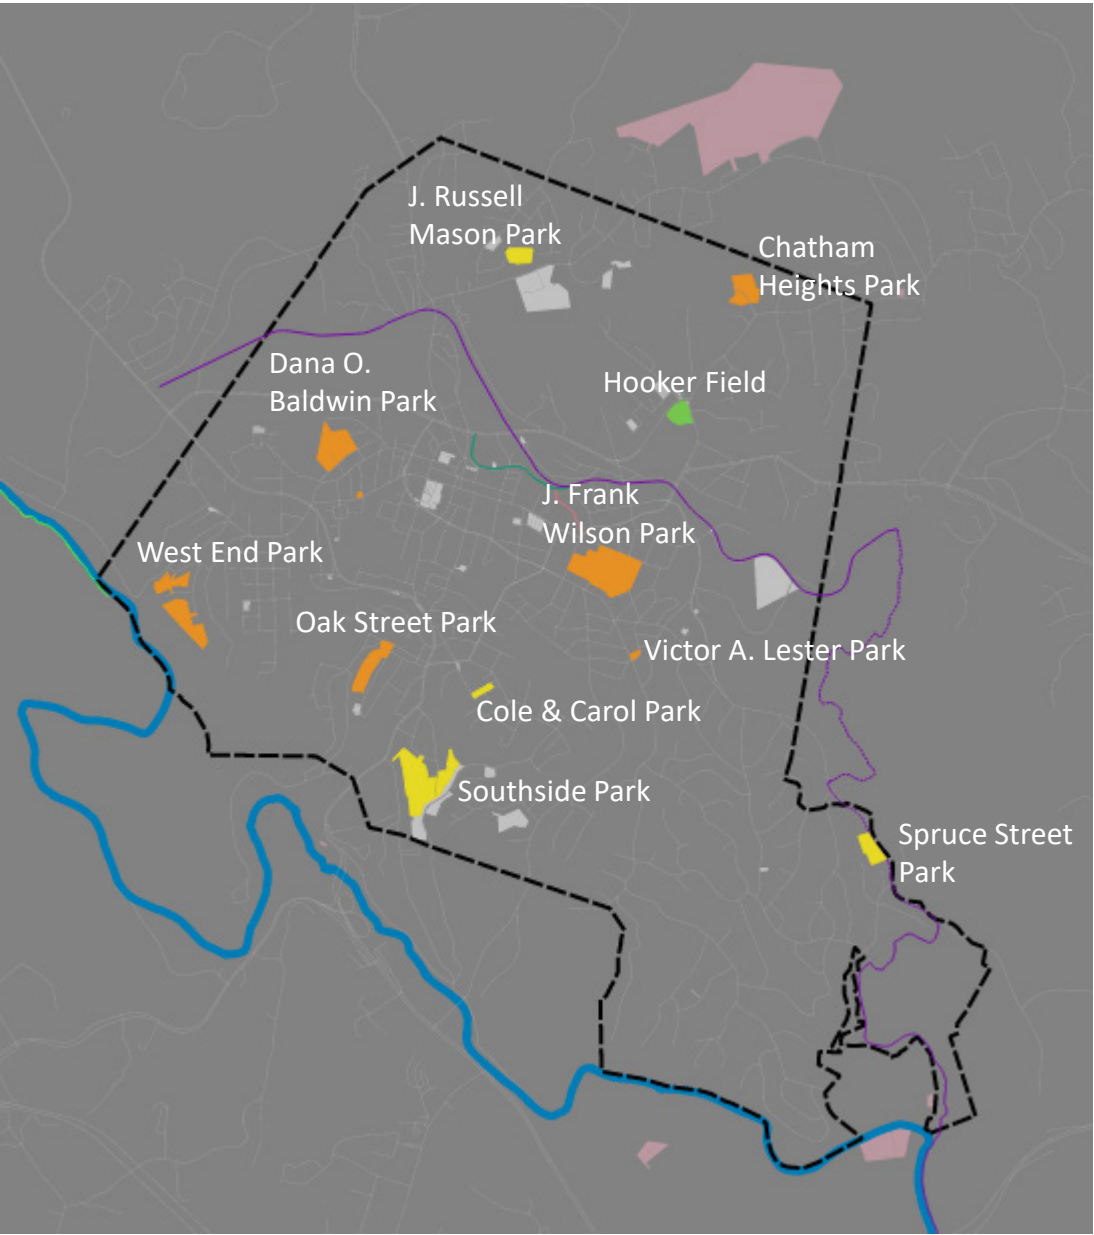 J. Russell
Mason Park
Chatham
Heights Park
Dana O.
Baldwin Park
Hooker Field
J. Frank
Wilson Park
West End Park
Oak Street Park
Victor A. Lester Park
Cole & Carol Park
Southside Park
Spruce Street
Park